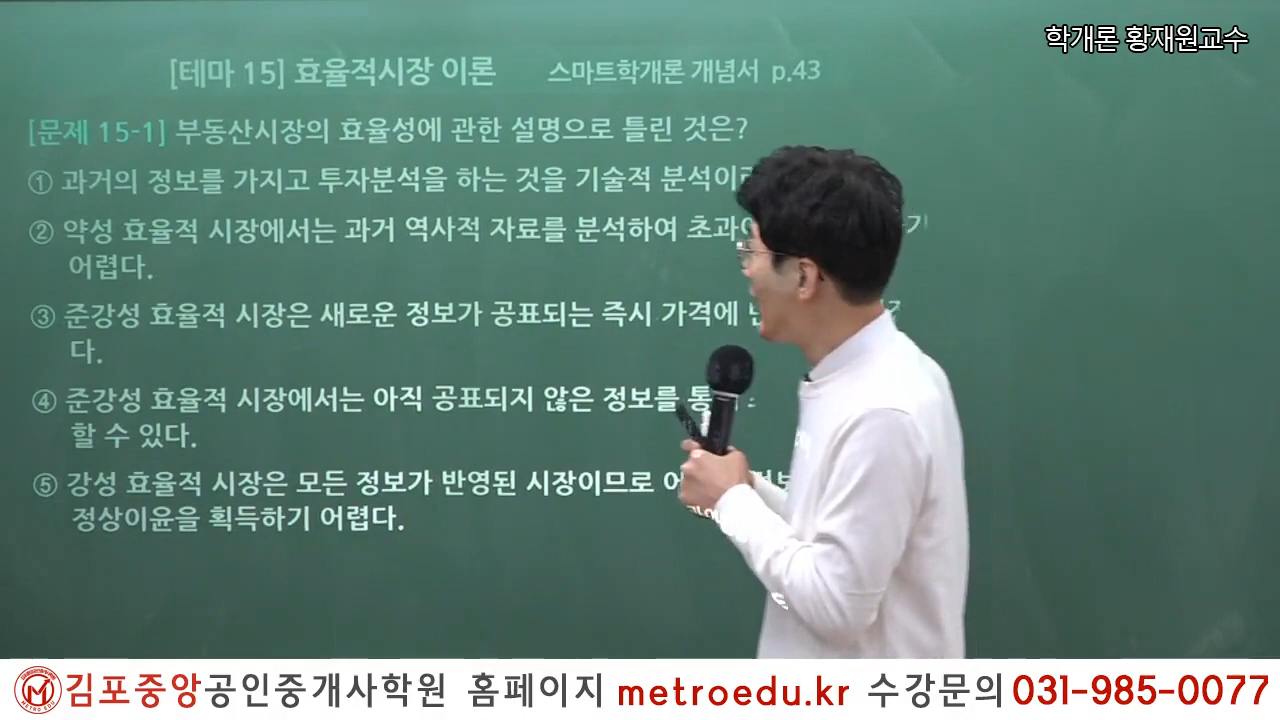 학개론 황재원교수
[테마 15] 효율적시장 이론 스마트학개론 개념서 p.43
[문제 15-1] 부동산시장의 효율성에 관한 설명으로 틀린 것은?
① 과거의 정보를 가지고 투자분석을 하는 것을 기술적
② 약성 효율적 시장에서는 과거 역사적 자료를 분석하여
어렵다.
③ 준강성 효율적 시장은 새로운 정보가 공표되는 즉시 가격에
다.
④ 준강성 효율적 시장에서는 아직 공표되지 않은 정보를
할 수 있다.
⑤ 강성 효율적 시장은 모든 정보가 반영된 시장이므로
정상이윤을 획득하기 어렵다.
METRO EDU
김포중앙공인중개사학원 홈페이지 metroedu.kr 수강문의 031-985-0077